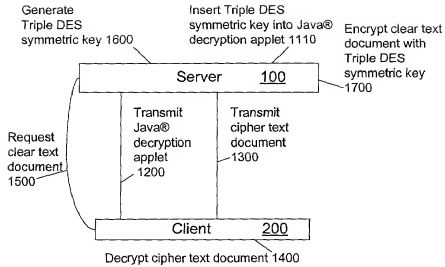 Generate
Triple DES
symmetric key 1600
Insert Triple DES
symmetric key into Java®
decryption applet 1110
Encrypt clear text
document with
Triple DES
symmetric key
1700
Server 100
Request
clear text
document
1500
Transmit
Java®
decryption
applet
1200
Transmit
cipher text
document
1300
Client 200
Decrypt cipher text document 1400